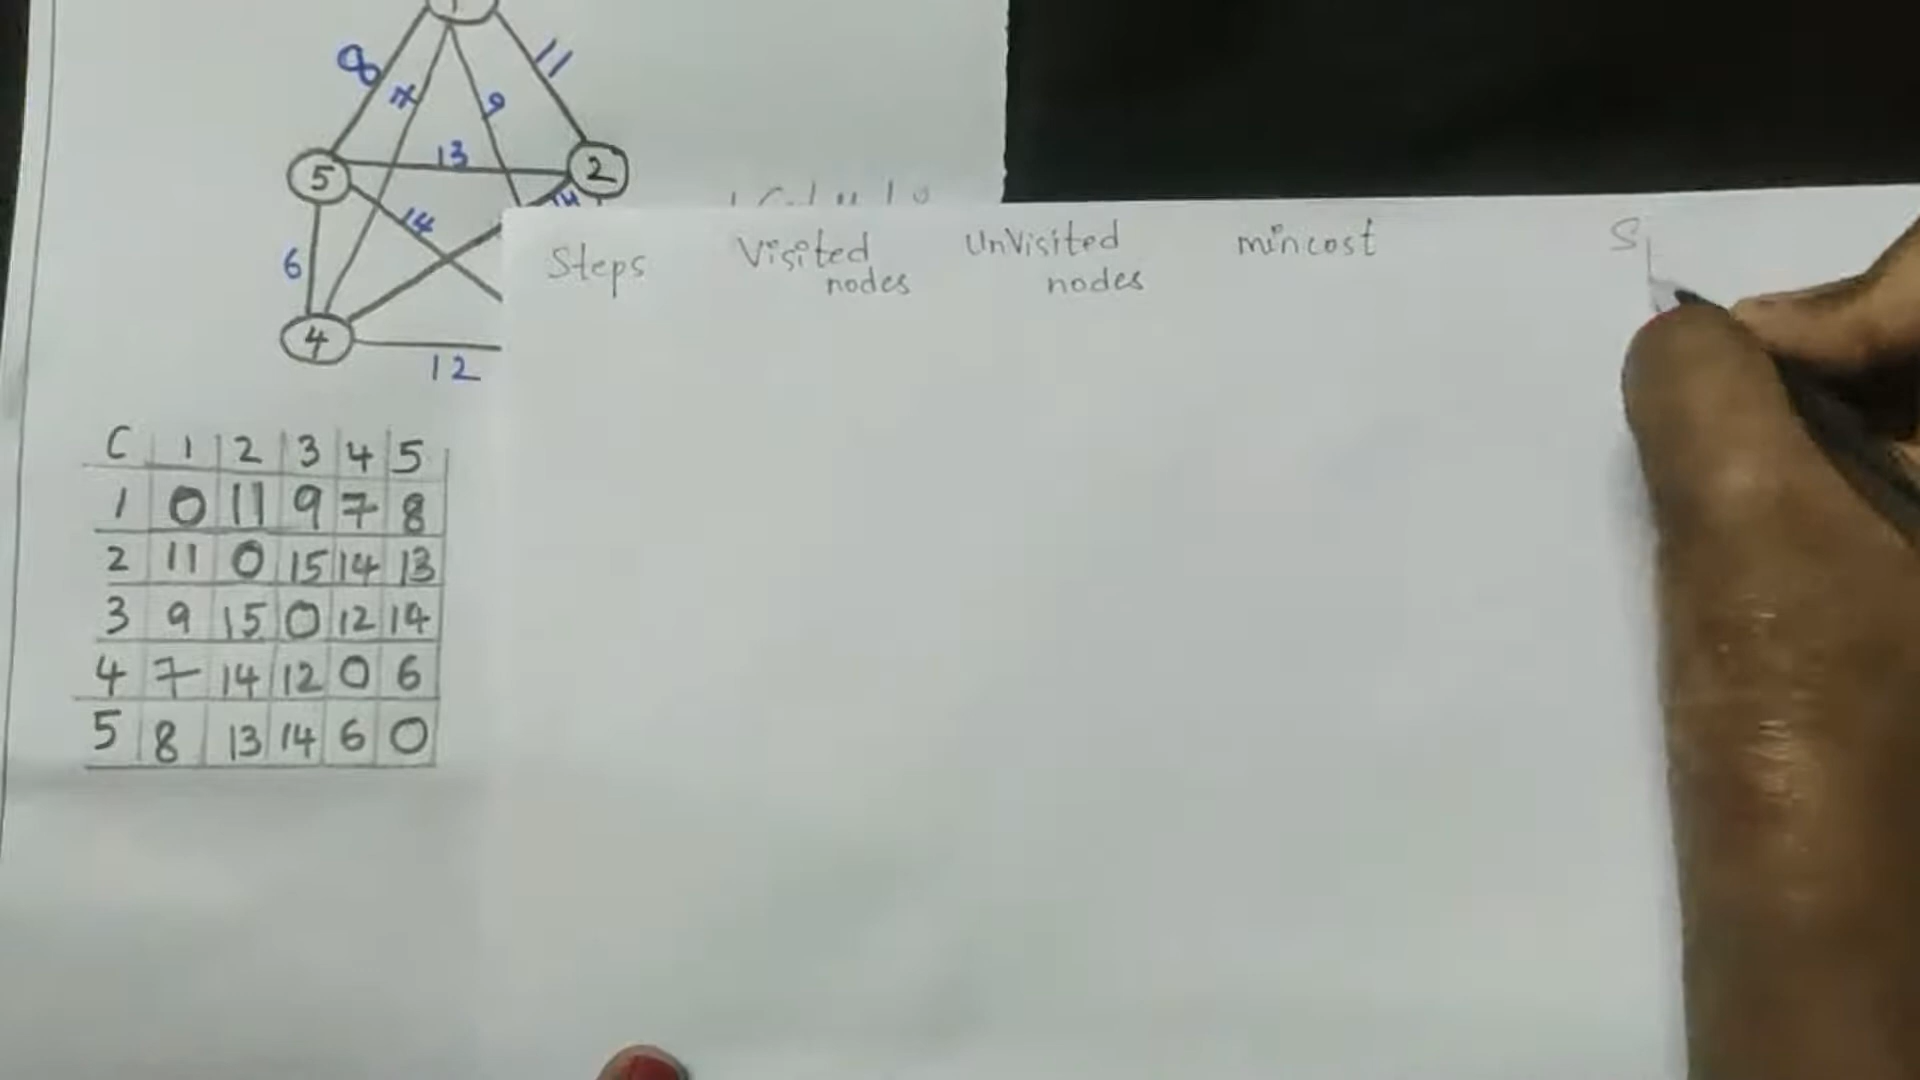 1
8
7
9
11
13
5
2
14
14
6
4
12
Steps
Visited nodes
UnVisited nodes
mincost
S
C 1 2 3 4 5
1 0 11 9 7 8
2 11 0 15 14 13
3 9 15 0 12 14
4 7 14 12 0 6
5 8 13 14 6 0